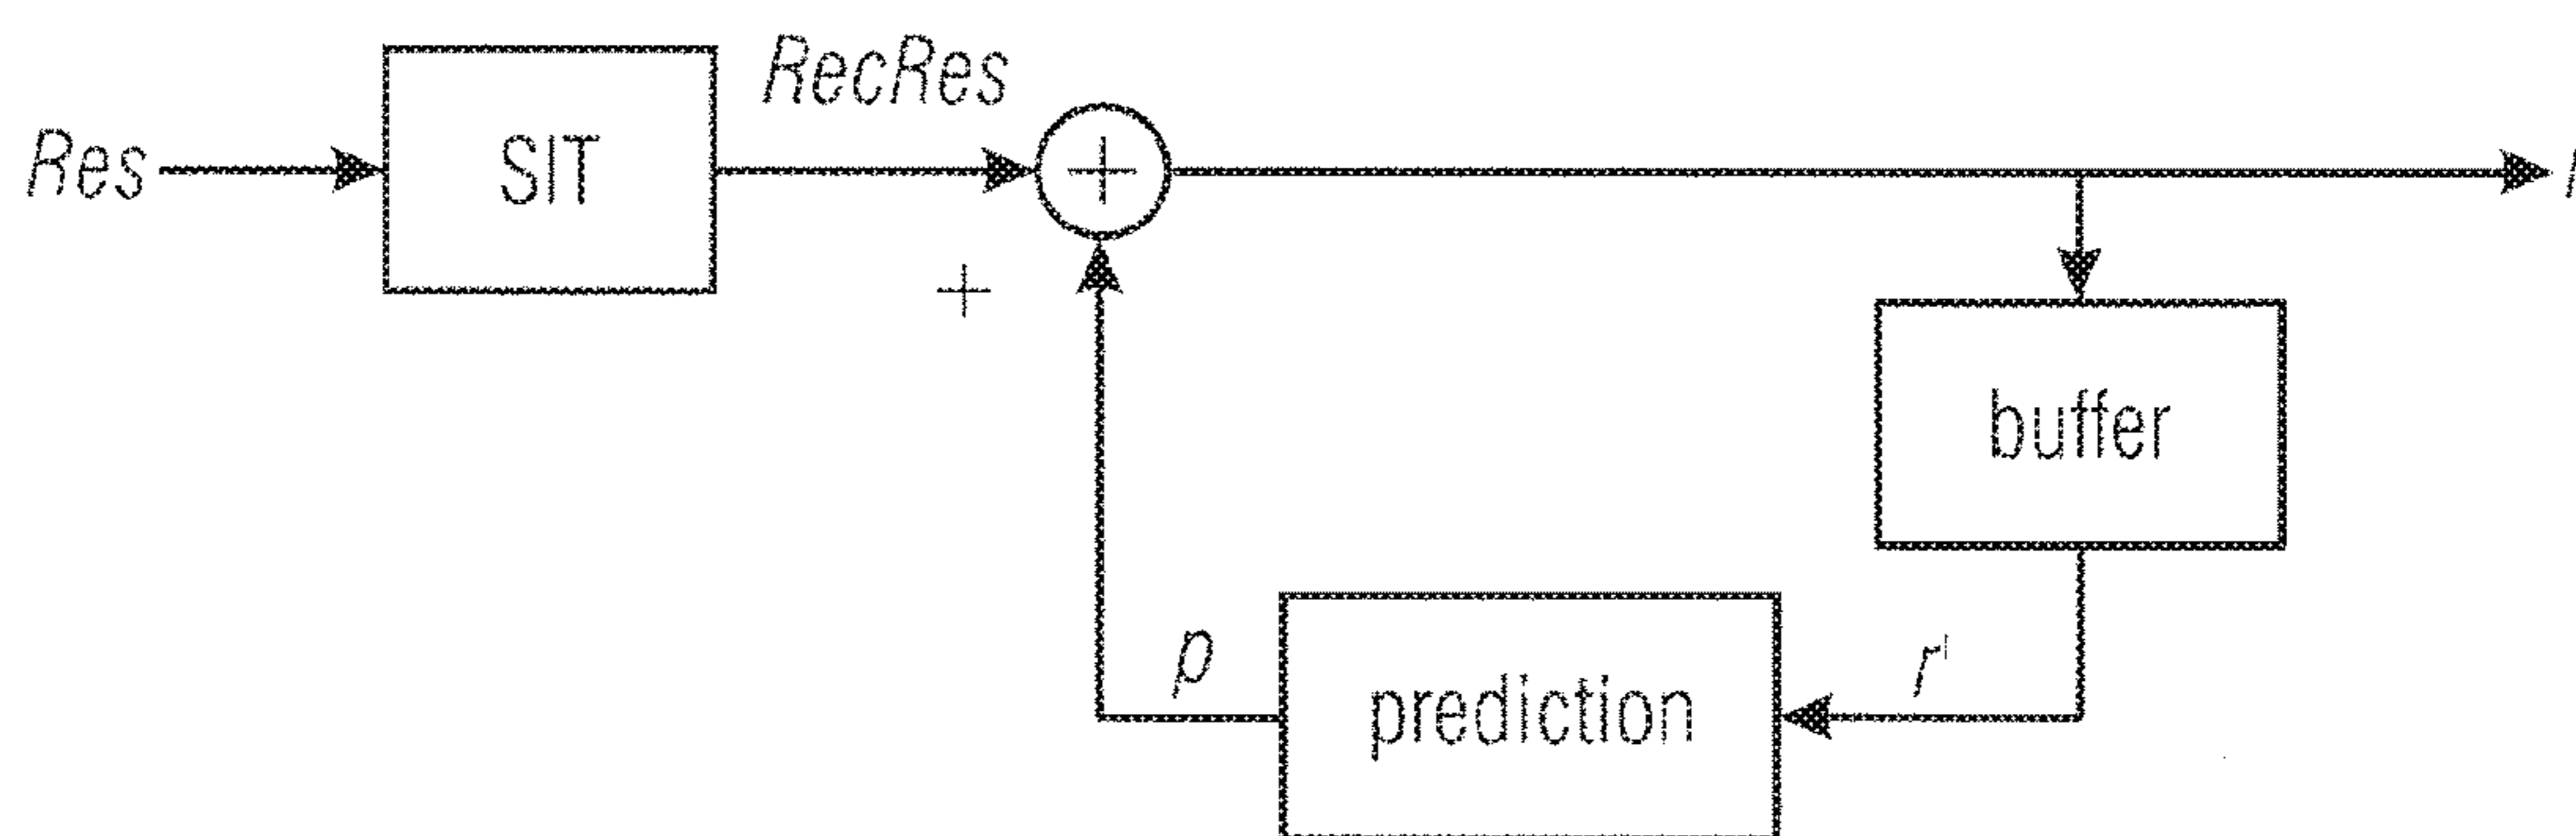 RecRes
Res
SIT
+
+
buffer
p
prediction
r'